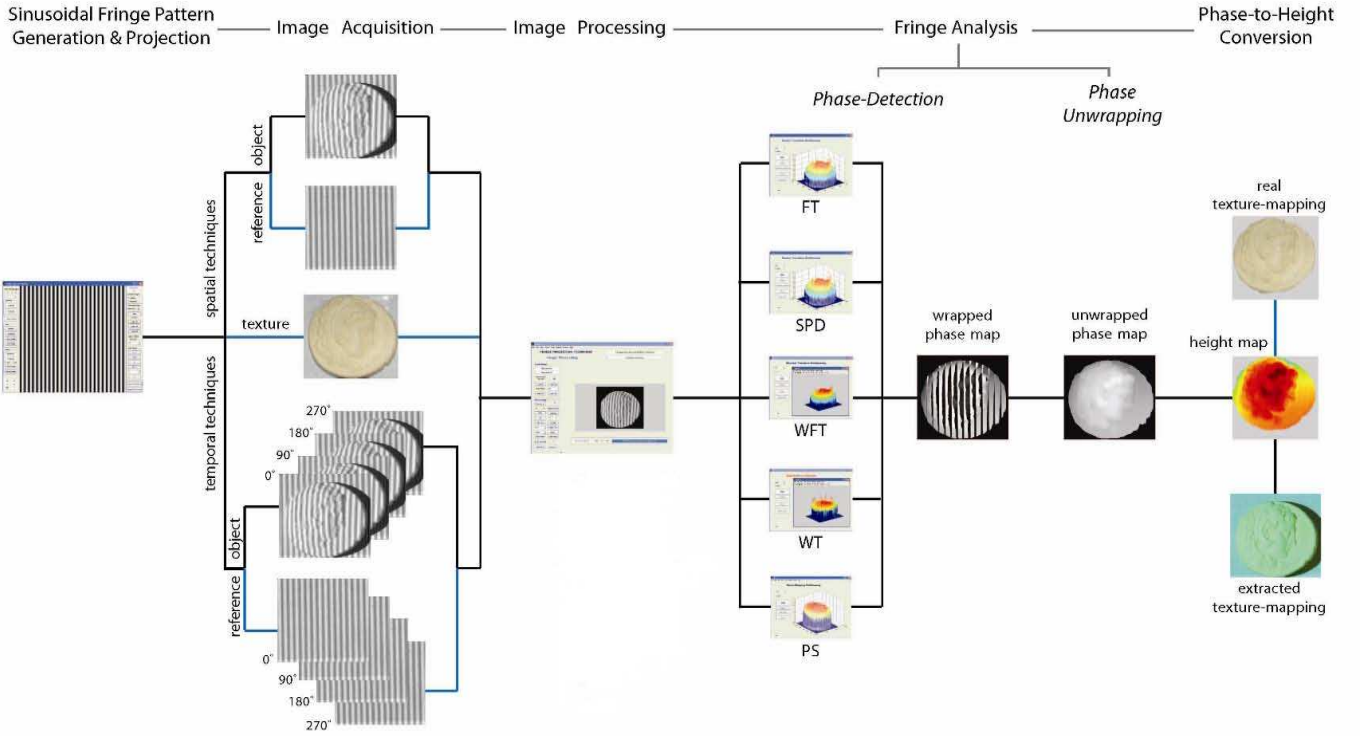 Sinusoidal Fringe Pattern
Generation & Projection
Image Acquisition
Image Processing
Fringe Analysis
Phase-to-Height
Conversion
Phase-Detection
Phase
Unwrapping
spatial techniques
object
reference
texture
temporal techniques
270°
180°
90°
0°
object
reference
0°
90°
180°
270°
FT
SPD
WFT
WT
PS
wrapped
phase map
unwrapped
phase map
height map
real
texture-mapping
extracted
texture-mapping